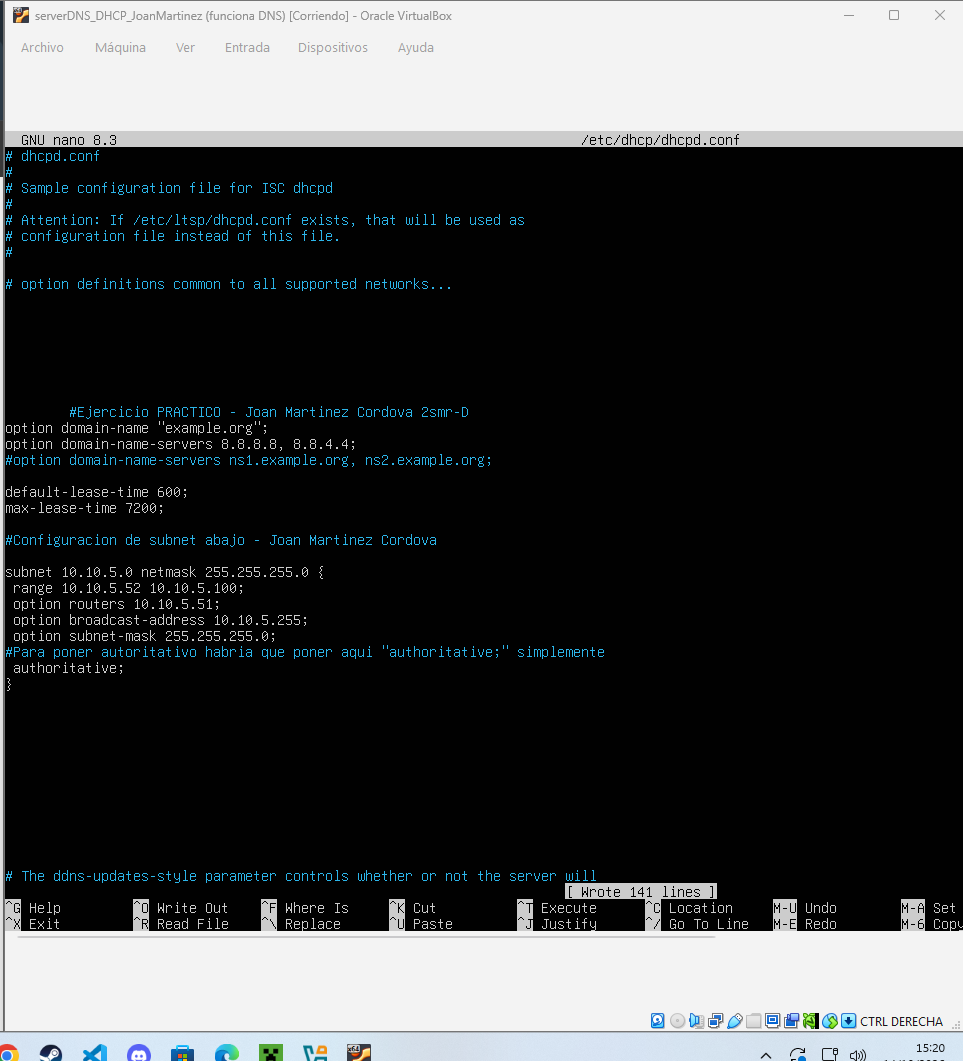 serverDNS_DHCP_JoanMartinez (funciona DNS) [Corriendo] - Oracle VirtualBox
Archivo Máquina Ver Entrada Dispositivos Ayuda
GNU nano 8.3 /etc/dhcp/dhcpd.conf
# dhcpd.conf
#
# Sample configuration file for ISC dhcpd
#
# Attention: If /etc/ltsp/dhcpd.conf exists, that will be used as
# configuration file instead of this file.
#
# option definitions common to all supported networks...
#Ejercicio PRACTICO - Joan Martinez Cordova 2smr-D
option domain-name "example.org";
option domain-name-servers 8.8.8.8, 8.8.4.4;
#option domain-name-servers ns1.example.org, ns2.example.org;
default-lease-time 600;
max-lease-time 7200;
#Configuracion de subnet abajo - Joan Martinez Cordova
subnet 10.10.5.0 netmask 255.255.255.0 {
range 10.10.5.52 10.10.5.100;
option routers 10.10.5.51;
option broadcast-address 10.10.5.255;
option subnet-mask 255.255.255.0;
#Para poner autoritativo habria que poner aqui "authoritative;" simplemente
authoritative;
}
# The ddns-updates-style parameter controls whether or not the server will
[ Wrote 141 lines ]
^G Help ^O Write Out ^F Where Is ^K Cut ^T Execute ^C Location M-U Undo M-A Set
^X Exit ^R Read File ^\ Replace ^U Paste ^J Justify ^/ Go To Line M-E Redo M-6 Copy
CTRL DERECHA
15:20